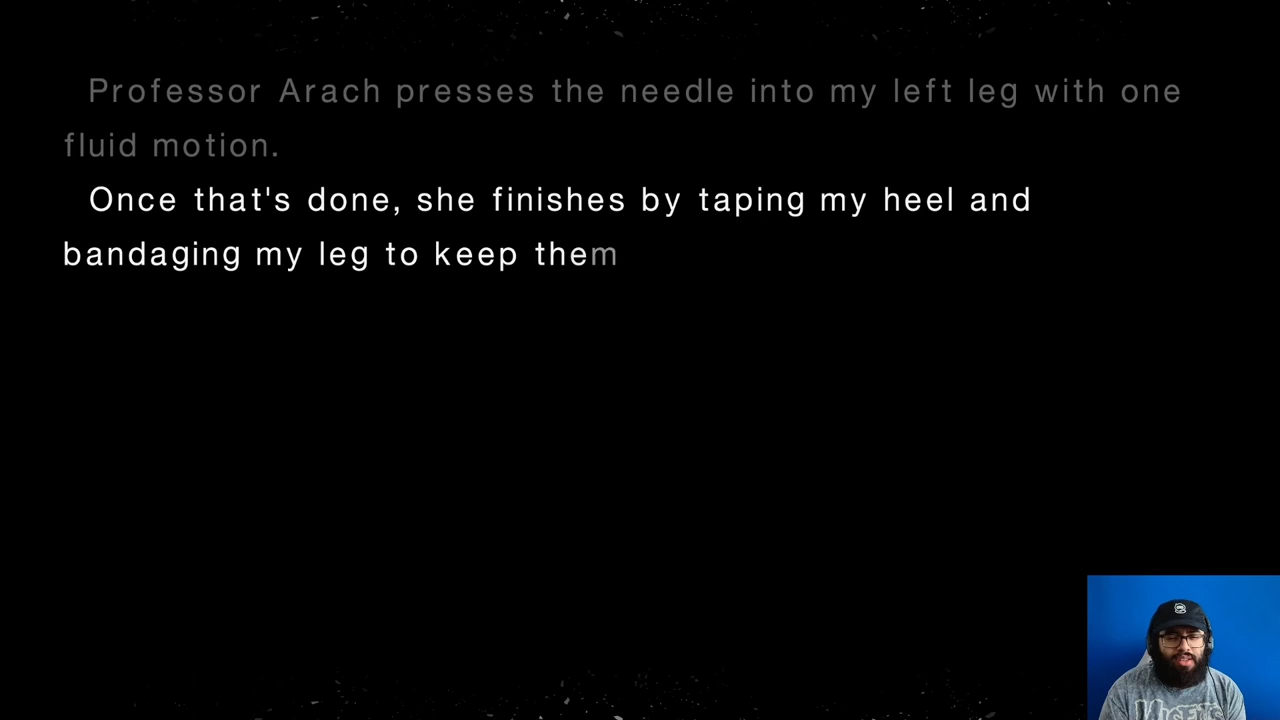 Professor Arach presses the needle into my left leg with one
fluid motion.
Once that's done, she finishes by taping my heel and
bandaging my leg to keep them